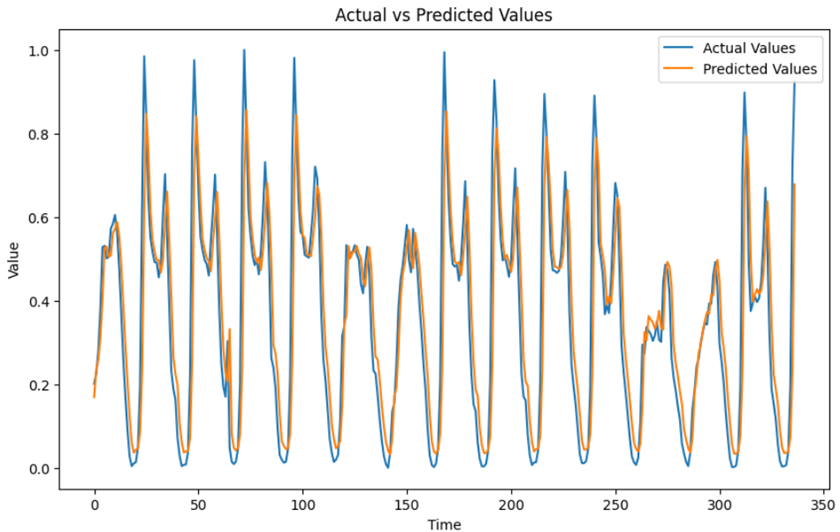 Actual vs Predicted Values
Actual Values
Predicted Values
1.0
0.8
0.6
0.4
0.2
0.0
Value
0
50
100
150
200
250
300
350
Time